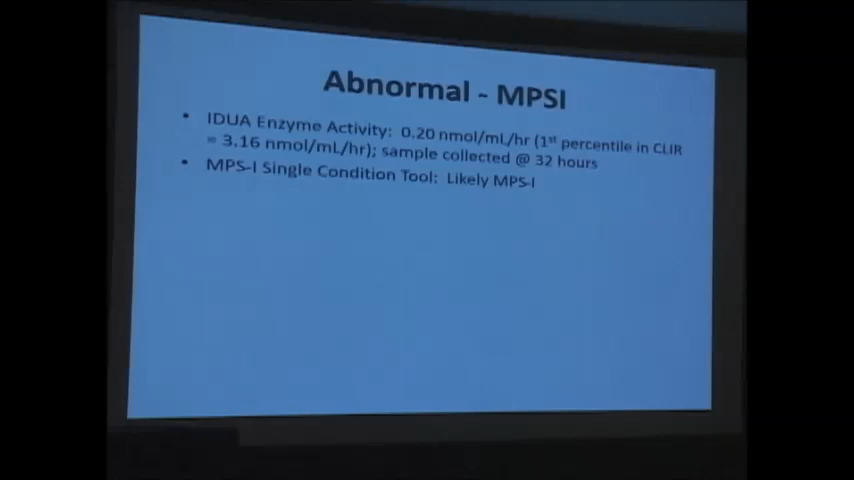 Abnormal - MPSI
• IDUA Enzyme Activity: 0.20 nmol/mL/hr (1st percentile in CLIR
= 3.16 nmol/mL/hr); sample collected @ 32 hours
• MPS-I Single Condition Tool: Likely MPS-I